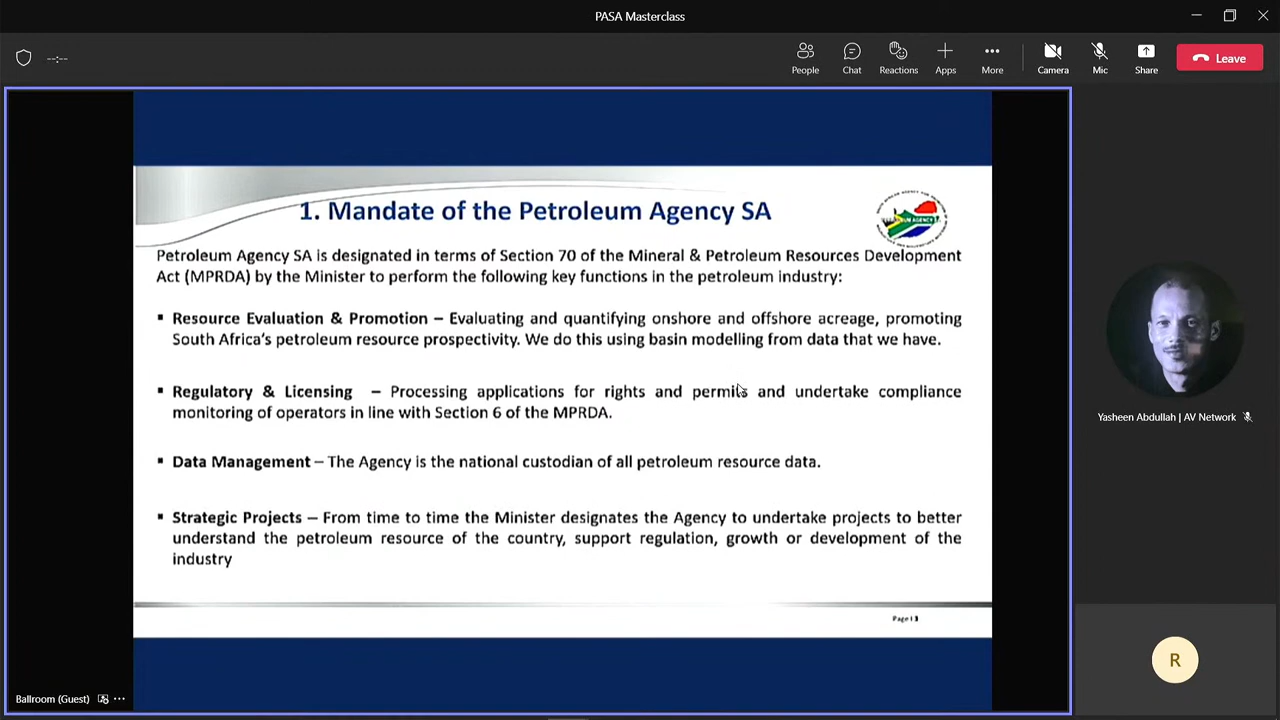 PASA Masterclass
--:--
People
Chat
Reactions
Apps
More
Camera
Mic
Share
Leave
1. Mandate of the Petroleum Agency SA
Petroleum Agency SA is designated in terms of Section 70 of the Mineral & Petroleum Resources Development
Act (MPRDA) by the Minister to perform the following key functions in the petroleum industry:
▪ Resource Evaluation & Promotion – Evaluating and quantifying onshore and offshore acreage, promoting
South Africa's petroleum resource prospectivity. We do this using basin modelling from data that we have.
▪ Regulatory & Licensing – Processing applications for rights and permits and undertake compliance
monitoring of operators in line with Section 6 of the MPRDA.
▪ Data Management – The Agency is the national custodian of all petroleum resource data.
▪ Strategic Projects – From time to time the Minister designates the Agency to undertake projects to better
understand the petroleum resource of the country, support regulation, growth or development of the
industry
Page | 3
Yasheen Abdullah | AV Network
R
Ballroom (Guest)